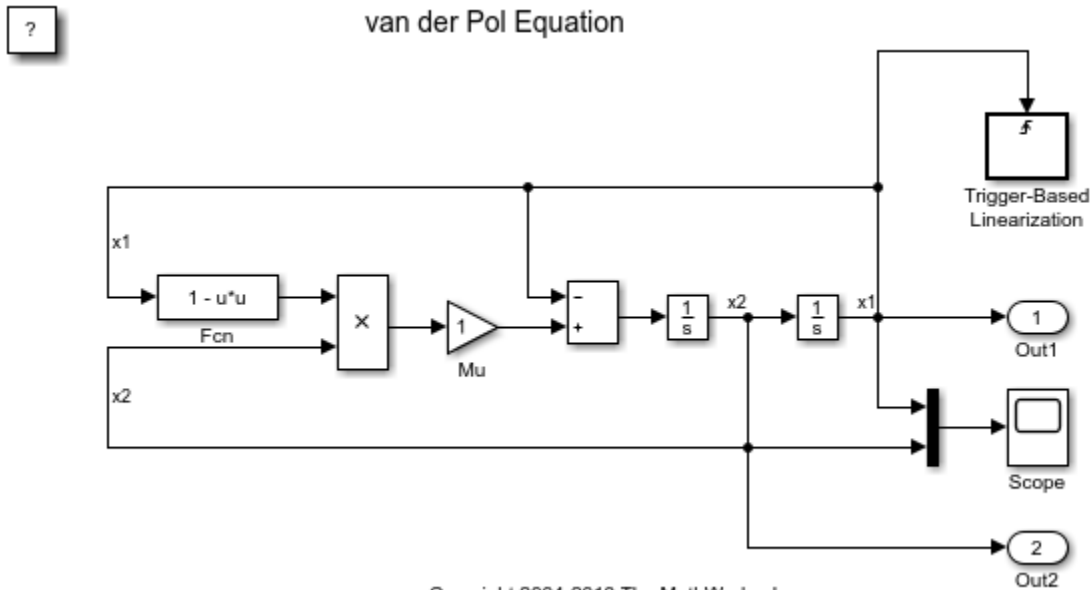 ?
van der Pol Equation
Trigger-Based
Linearization
x1
1 - u*u
Fcn
×
1
Mu
-
+
1
s
x2
1
s
x1
1
Out1
x2
Scope
2
Out2